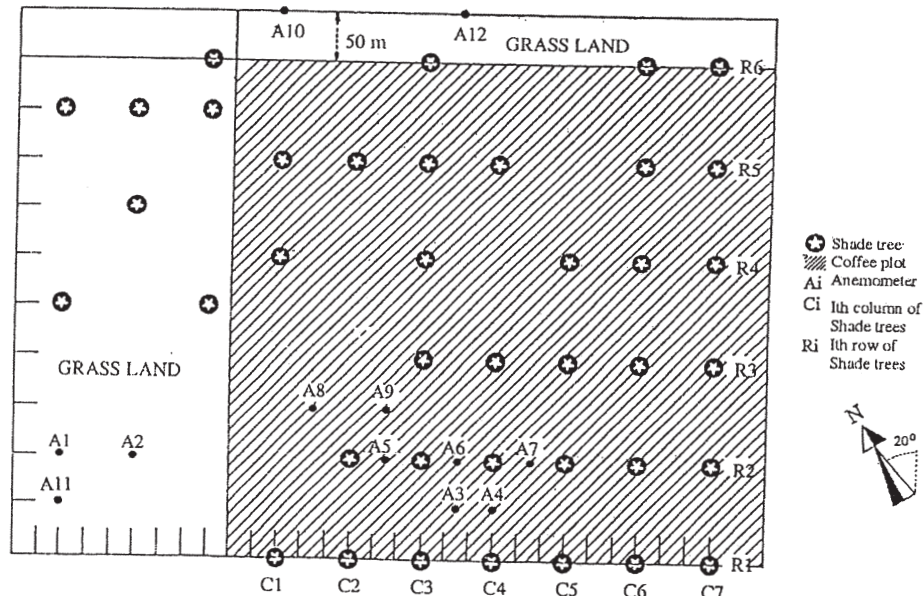 A10
A12
50 m
GRASS LAND
R6
R5
R4
R3
R2
R1
GRASS LAND
A8
A9
A1
A2
A5
A6
A7
A11
A3
A4
C1
C2
C3
C4
C5
C6
C7
Shade tree
Coffee plot
Ai Anemometer
Ci Ith column of
Shade trees
Ri Ith row of
Shade trees
N
20°